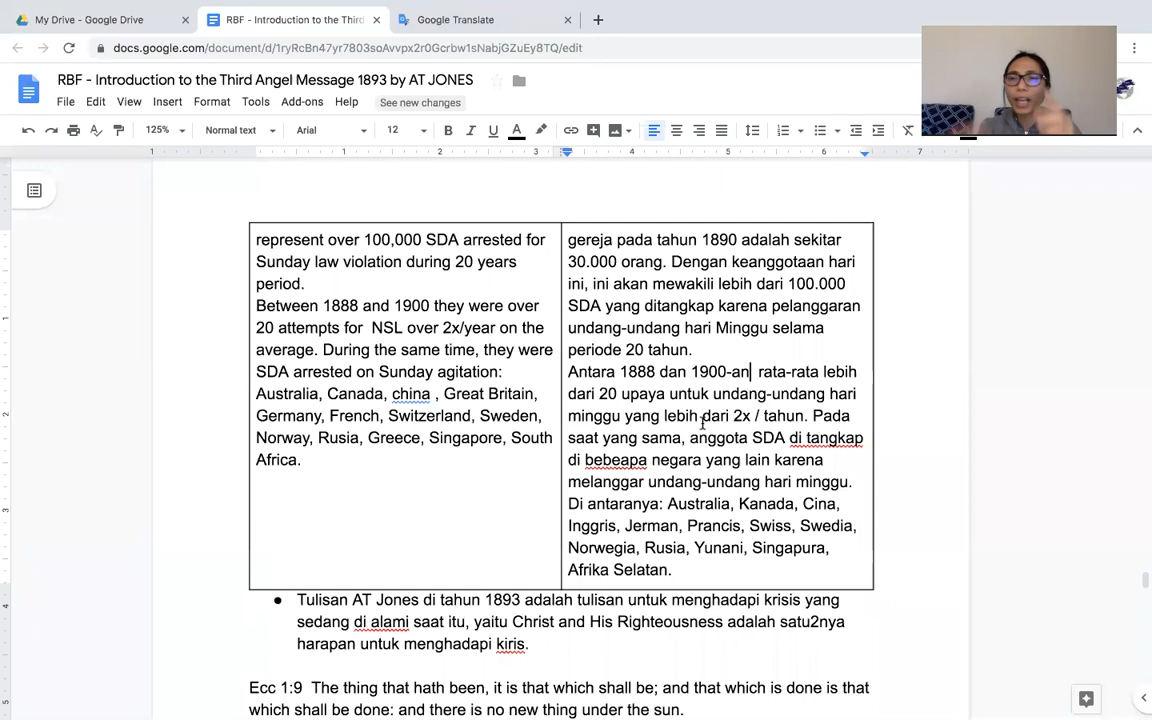 My Drive - Google Drive
RBF - Introduction to the Third
Google Translate
docs.google.com/document/d/1ryRcBn47yr7803soAvvpx2r0Gcrbw1sNabjGZuEy8TQ/edit
RBF - Introduction to the Third Angel Message 1893 by AT JONES
File Edit View Insert Format Tools Add-ons Help See new changes
125% Normal text Arial 12 B I U A
1 1 2 3 4 5 6 7
represent over 100,000 SDA arrested for
Sunday law violation during 20 years
period.
Between 1888 and 1900 they were over
20 attempts for NSL over 2x/year on the
average. During the same time, they were
SDA arrested on Sunday agitation:
Australia, Canada, china , Great Britain,
Germany, French, Switzerland, Sweden,
Norway, Rusia, Greece, Singapore, South
Africa.
gereja pada tahun 1890 adalah sekitar
30.000 orang. Dengan keanggotaan hari
ini, ini akan mewakili lebih dari 100.000
SDA yang ditangkap karena pelanggaran
undang-undang hari Minggu selama
periode 20 tahun.
Antara 1888 dan 1900-an rata-rata lebih
dari 20 upaya untuk undang-undang hari
minggu yang lebih dari 2x / tahun. Pada
saat yang sama, anggota SDA di tangkap
di bebeapa negara yang lain karena
melanggar undang-undang hari minggu.
Di antaranya: Australia, Kanada, Cina,
Inggris, Jerman, Prancis, Swiss, Swedia,
Norwegia, Rusia, Yunani, Singapura,
Afrika Selatan.
● Tulisan AT Jones di tahun 1893 adalah tulisan untuk menghadapi krisis yang
sedang di alami saat itu, yaitu Christ and His Righteousness adalah satu2nya
harapan untuk menghadapi kiris.
Ecc 1:9 The thing that hath been, it is that which shall be; and that which is done is that
which shall be done: and there is no new thing under the sun.
1
2
3
4
5